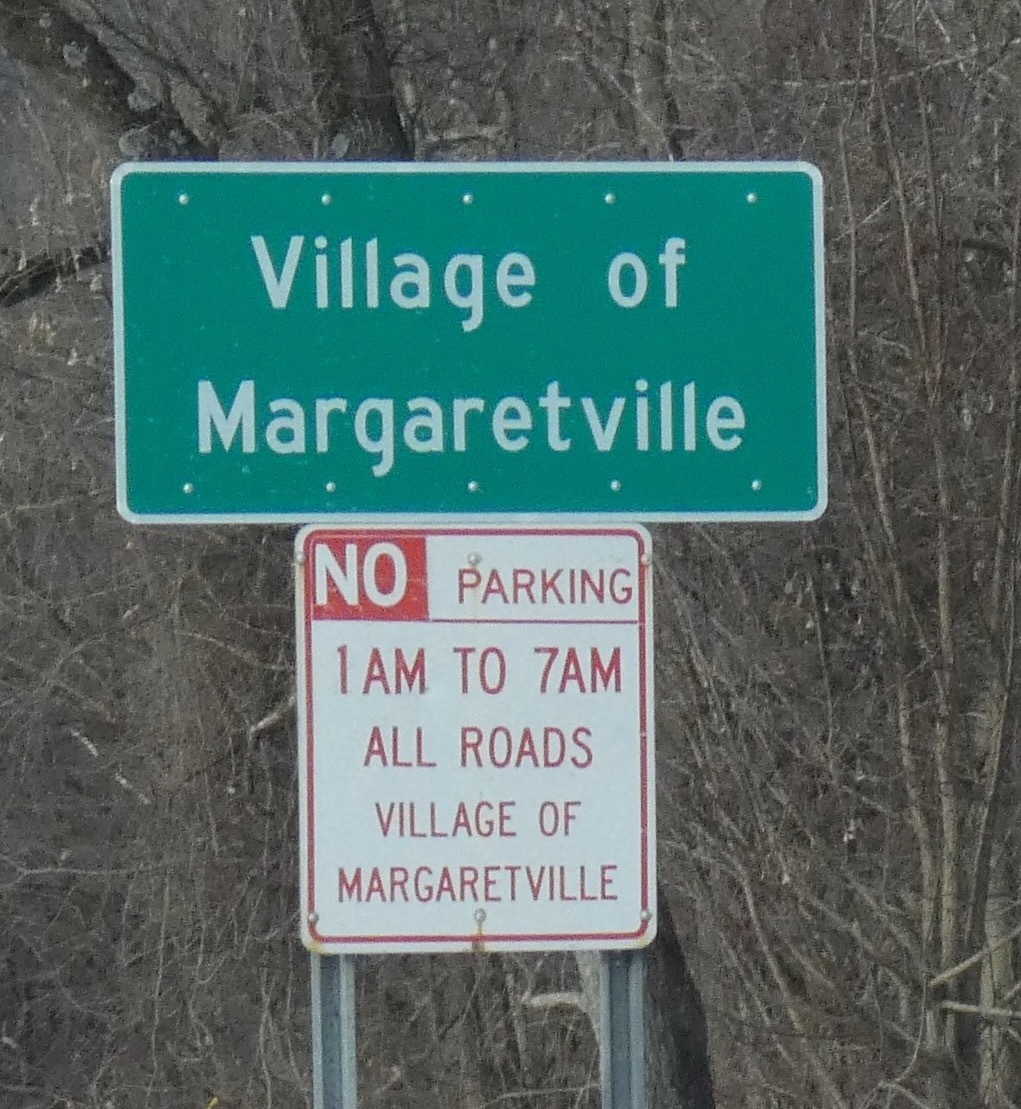 Village of
Margaretville
NO PARKING
1AM TO 7AM
ALL ROADS
VILLAGE OF
MARGARETVILLE